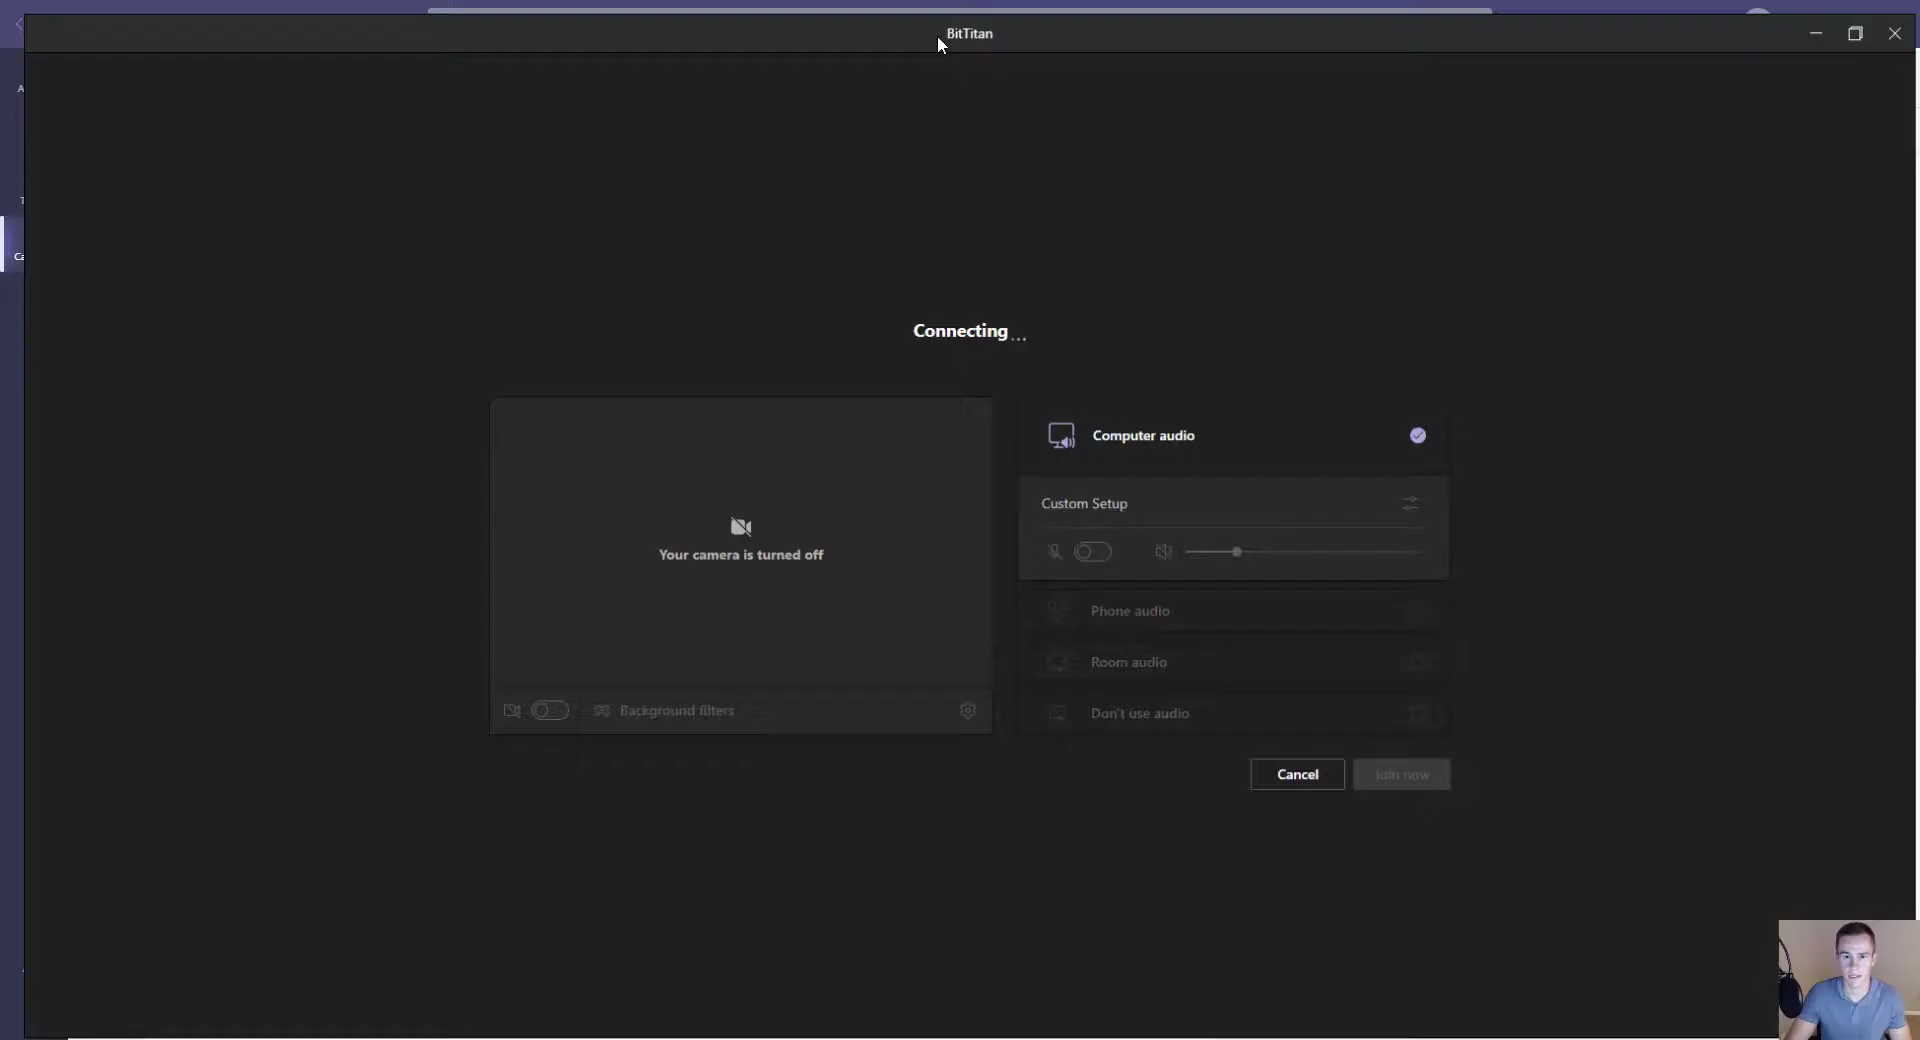 BitTitan
A
T
Ca
Connecting...
Computer audio
Custom Setup
Your camera is turned off
Phone audio
Room audio
Background filters
Don't use audio
Cancel
Join now